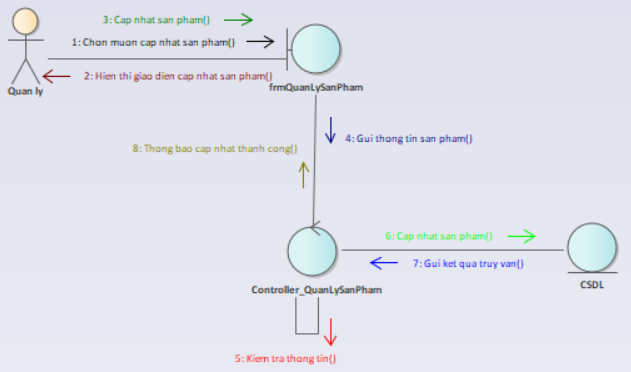 3: Cap nhat san pham()
1: Chon muon cap nhat san pham()
2: Hien thi giao dien cap nhat san pham()
Quan ly
frmQuanLySanPham
4: Gui thong tin san pham()
8: Thong bao cap nhat thanh cong()
6: Cap nhat san pham()
7: Gui ket qua truy van()
CSDL
Controller_QuanLySanPham
5: Kiem tra thong tin()